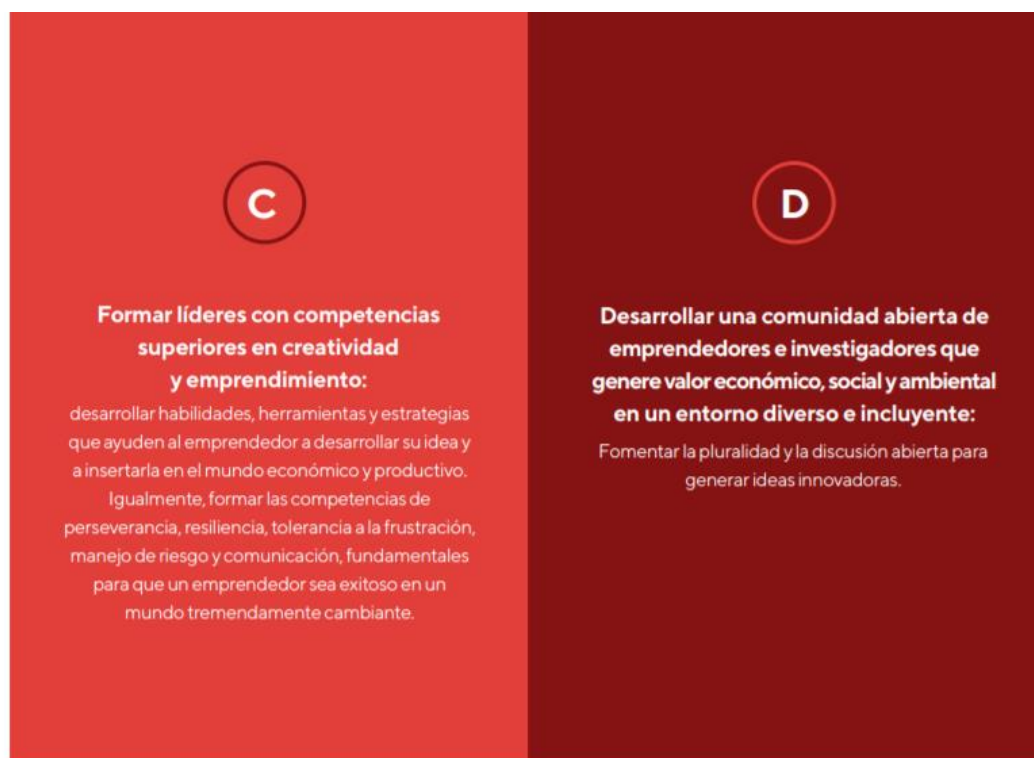 C
Formar líderes con competencias
superiores en creatividad
y emprendimiento:
desarrollar habilidades, herramientas y estrategias
que ayuden al emprendedor a desarrollar su idea y
a insertarla en el mundo económico y productivo.
Igualmente, formar las competencias de
perseverancia, resiliencia, tolerancia a la frustración,
manejo de riesgo y comunicación, fundamentales
para que un emprendedor sea exitoso en un
mundo tremendamente cambiante.
D
Desarrollar una comunidad abierta de
emprendedores e investigadores que
genere valor económico, social y ambiental
en un entorno diverso e incluyente:
Fomentar la pluralidad y la discusión abierta para
generar ideas innovadoras.